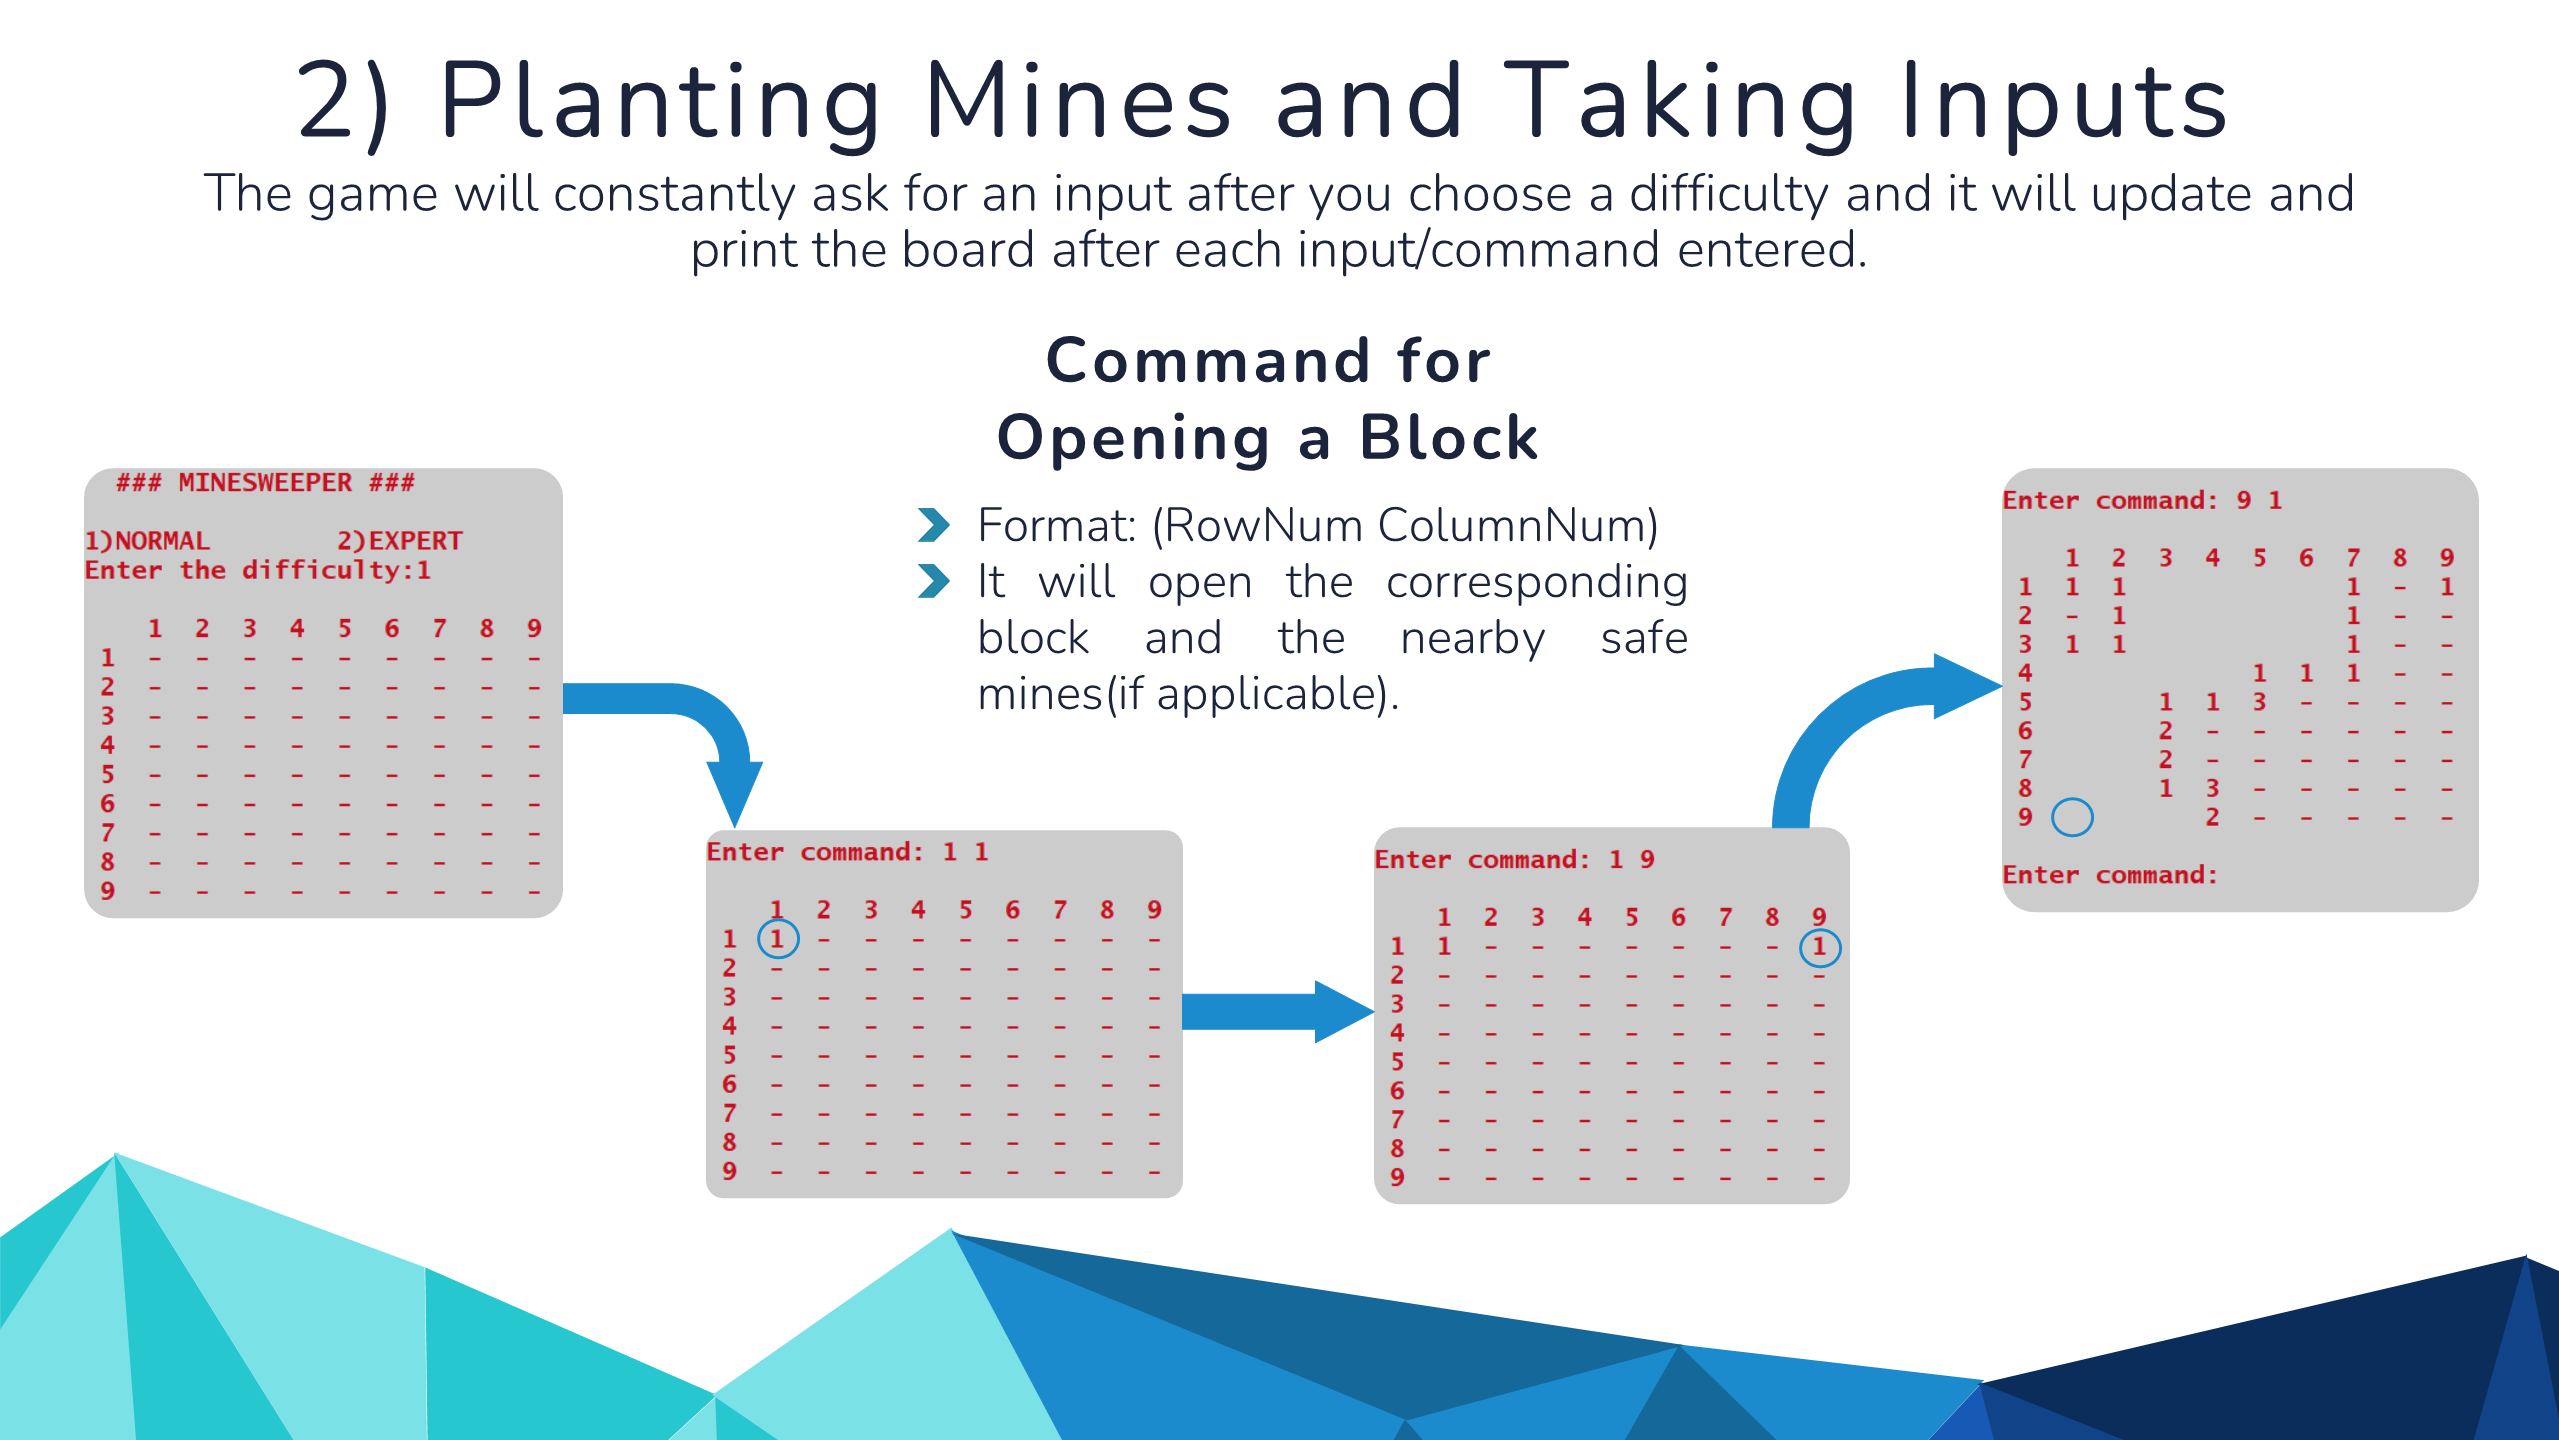 2) Planting Mines and Taking Inputs
The game will constantly ask for an input after you choose a difficulty and it will update and
print the board after each input/command entered.
Command for
Opening a Block
Format: (RowNum ColumnNum)
It will open the corresponding
block and the nearby safe
mines(if applicable).
### MINESWEEPER ###
1)NORMAL 2)EXPERT
Enter the difficulty:1
1 2 3 4 5 6 7 8 9
1 - - - - - - - - -
2 - - - - - - - - -
3 - - - - - - - - -
4 - - - - - - - - -
5 - - - - - - - - -
6 - - - - - - - - -
7 - - - - - - - - -
8 - - - - - - - - -
9 - - - - - - - - -
Enter command: 1 1
1 2 3 4 5 6 7 8 9
1 1 - - - - - - - -
2 - - - - - - - - -
3 - - - - - - - - -
4 - - - - - - - - -
5 - - - - - - - - -
6 - - - - - - - - -
7 - - - - - - - - -
8 - - - - - - - - -
9 - - - - - - - - -
Enter command: 1 9
1 2 3 4 5 6 7 8 9
1 1 - - - - - - - 1
2 - - - - - - - - -
3 - - - - - - - - -
4 - - - - - - - - -
5 - - - - - - - - -
6 - - - - - - - - -
7 - - - - - - - - -
8 - - - - - - - - -
9 - - - - - - - - -
Enter command: 9 1
1 2 3 4 5 6 7 8 9
1 1 1 1 - 1
2 - 1 1 - -
3 1 1 1 - -
4 1 1 1 - -
5 1 1 3 - - - -
6 2 - - - - - -
7 2 - - - - - -
8 1 3 - - - - -
9 2 - - - - -
Enter command: